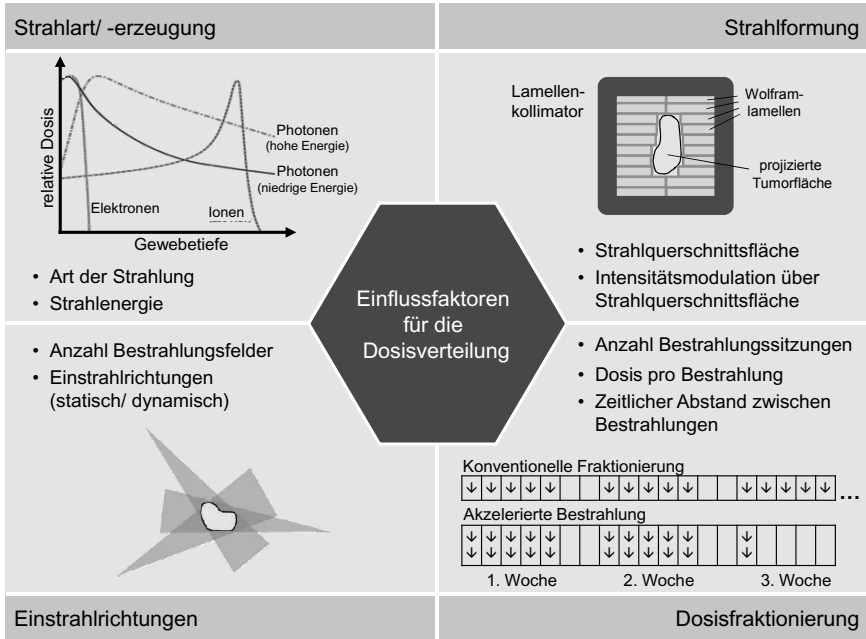 Strahlart/ -erzeugung
relative Dosis
Photonen
(hohe Energie)
Photonen
(niedrige Energie)
Elektronen
Ionen
Gewebetiefe
• Art der Strahlung
• Strahlenergie
Strahlformung
Lamellen-
kollimator
Wolfram-
lamellen
projizierte
Tumorfläche
• Strahlquerschnittsfläche
• Intensitätsmodulation über
Strahlquerschnittsfläche
Einflussfaktoren
für die
Dosisverteilung
• Anzahl Bestrahlungsfelder
• Einstrahlrichtungen
(statisch/ dynamisch)
Einstrahlrichtungen
• Anzahl Bestrahlungssitzungen
• Dosis pro Bestrahlung
• Zeitlicher Abstand zwischen
Bestrahlungen
Konventionelle Fraktionierung
...
Akzelerierte Bestrahlung
1. Woche 2. Woche 3. Woche
Dosisfraktionierung